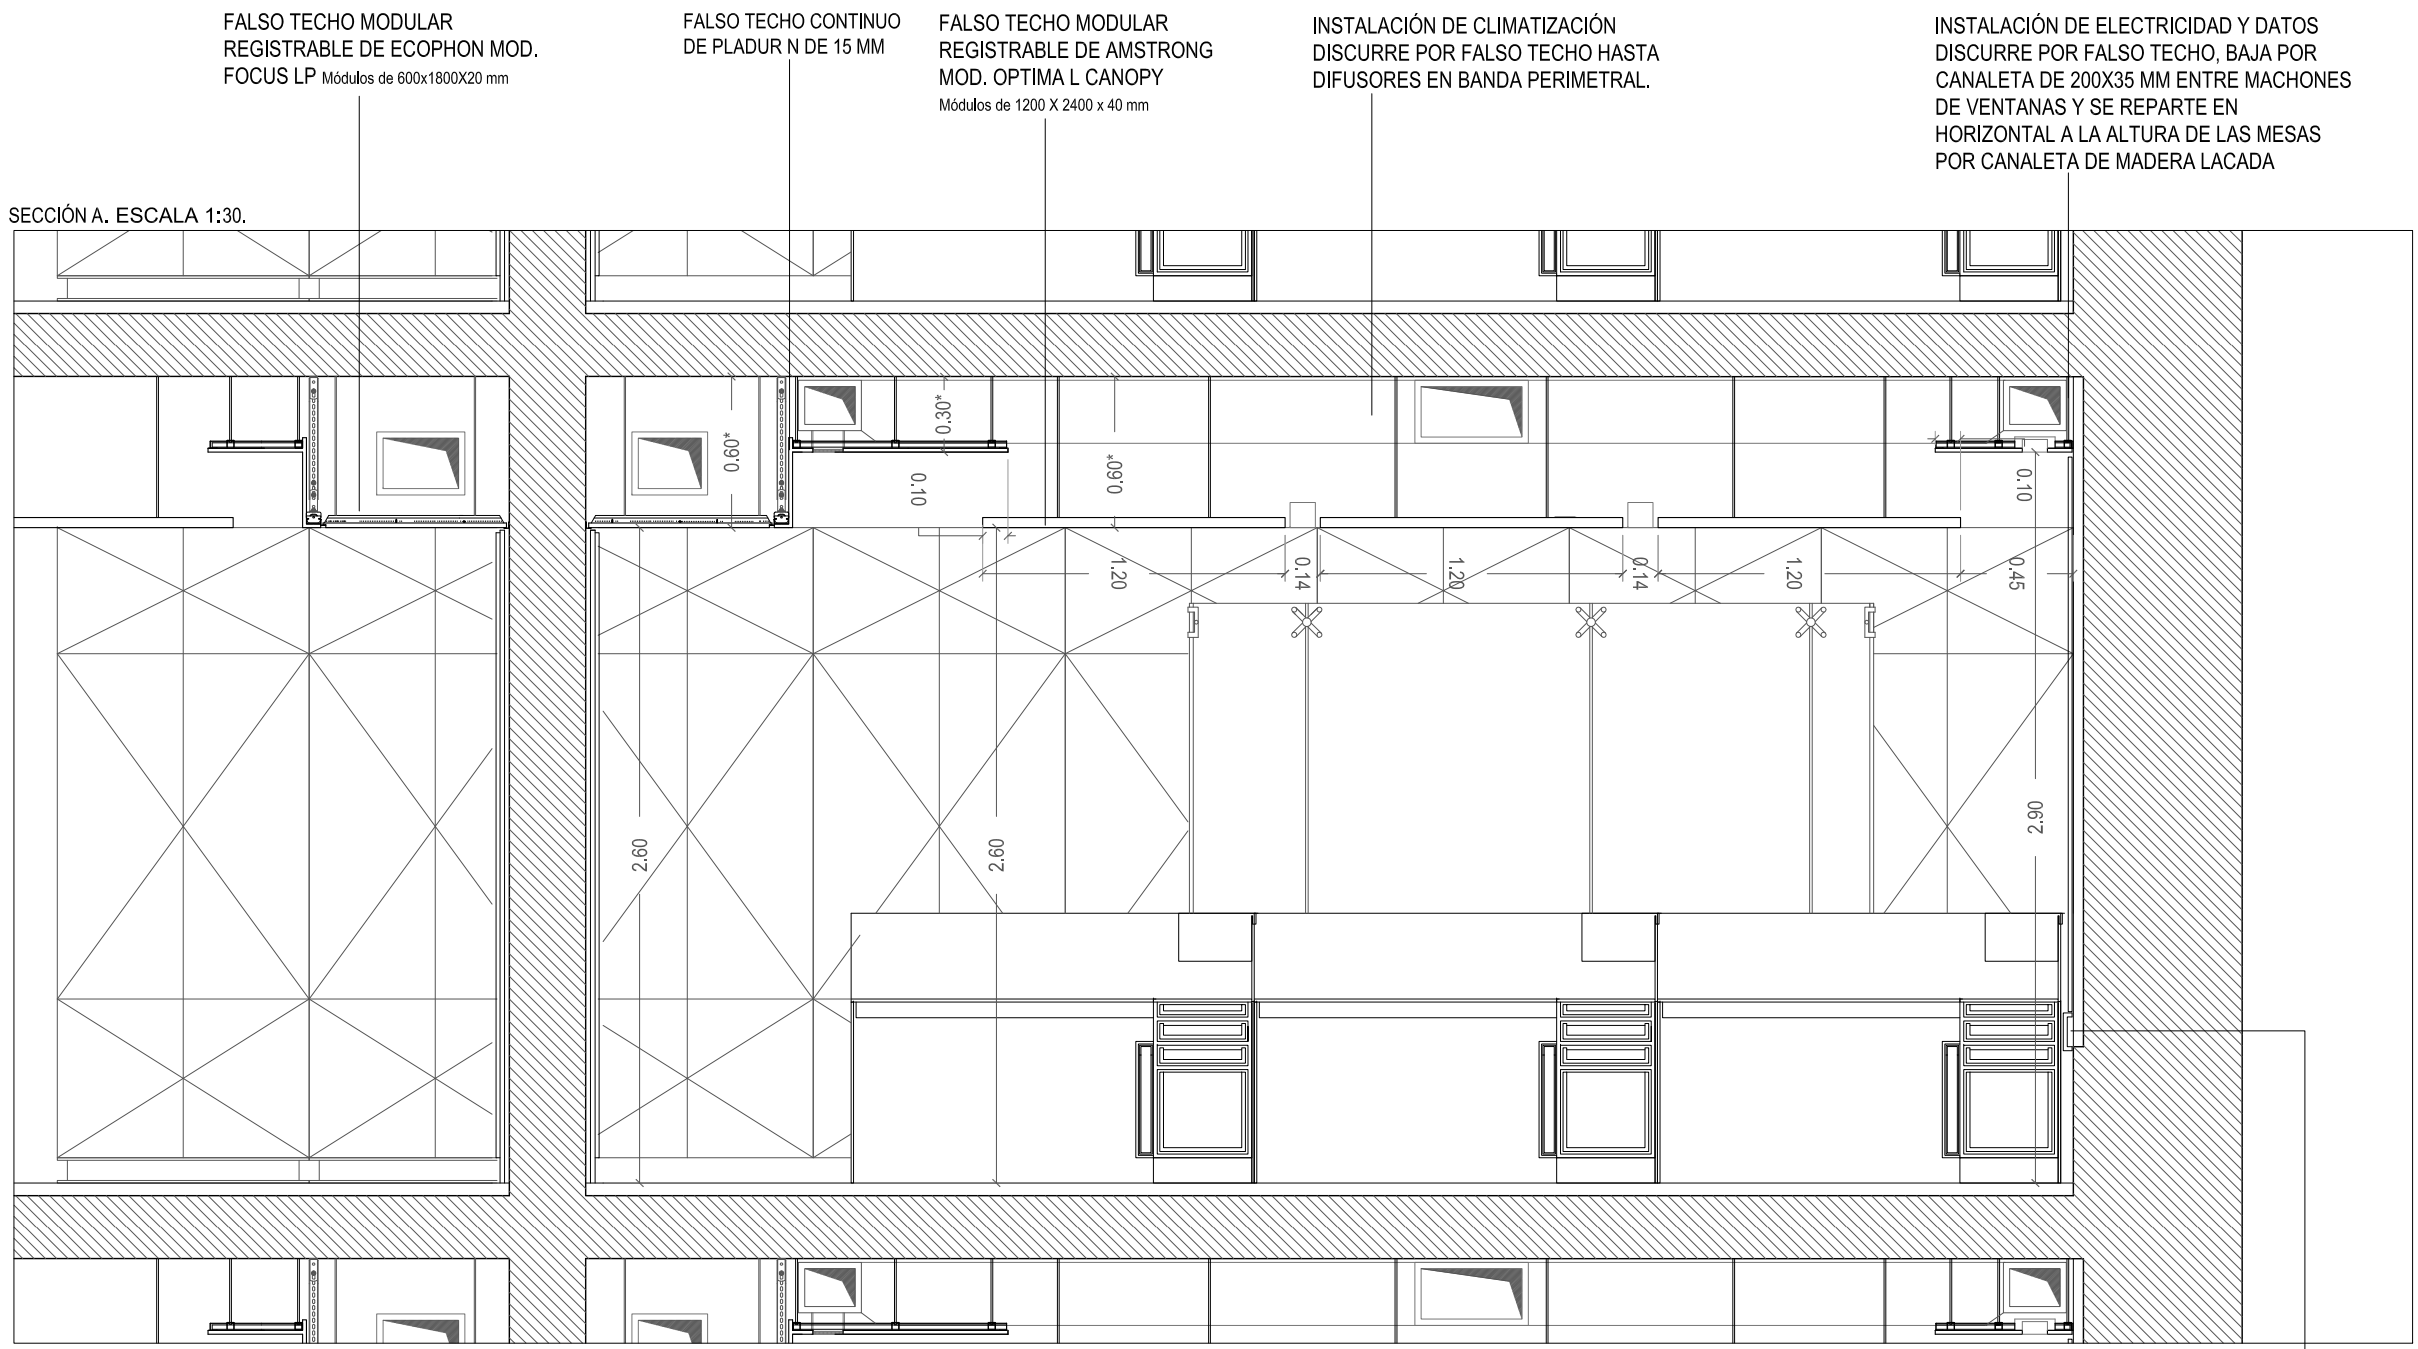 FALSO TECHO MODULAR
REGISTRABLE DE ECOPHON MOD.
FOCUS LP Módulos de 600x1800X20 mm
FALSO TECHO CONTINUO
DE PLADUR N DE 15 MM
FALSO TECHO MODULAR
REGISTRABLE DE AMSTRONG
MOD. OPTIMA L CANOPY
Módulos de 1200 X 2400 x 40 mm
INSTALACIÓN DE CLIMATIZACIÓN
DISCURRE POR FALSO TECHO HASTA
DIFUSORES EN BANDA PERIMETRAL.
INSTALACIÓN DE ELECTRICIDAD Y DATOS
DISCURRE POR FALSO TECHO, BAJA POR
CANALETA DE 200X35 MM ENTRE MACHONES
DE VENTANAS Y SE REPARTE EN
HORIZONTAL A LA ALTURA DE LAS MESAS
POR CANALETA DE MADERA LACADA
SECCIÓN A. ESCALA 1:30.
0.60*
0.30*
0.10
0.60*
0.10
1.20
0.14
1.20
0.14
1.20
0.45
2.60
2.60
2.90